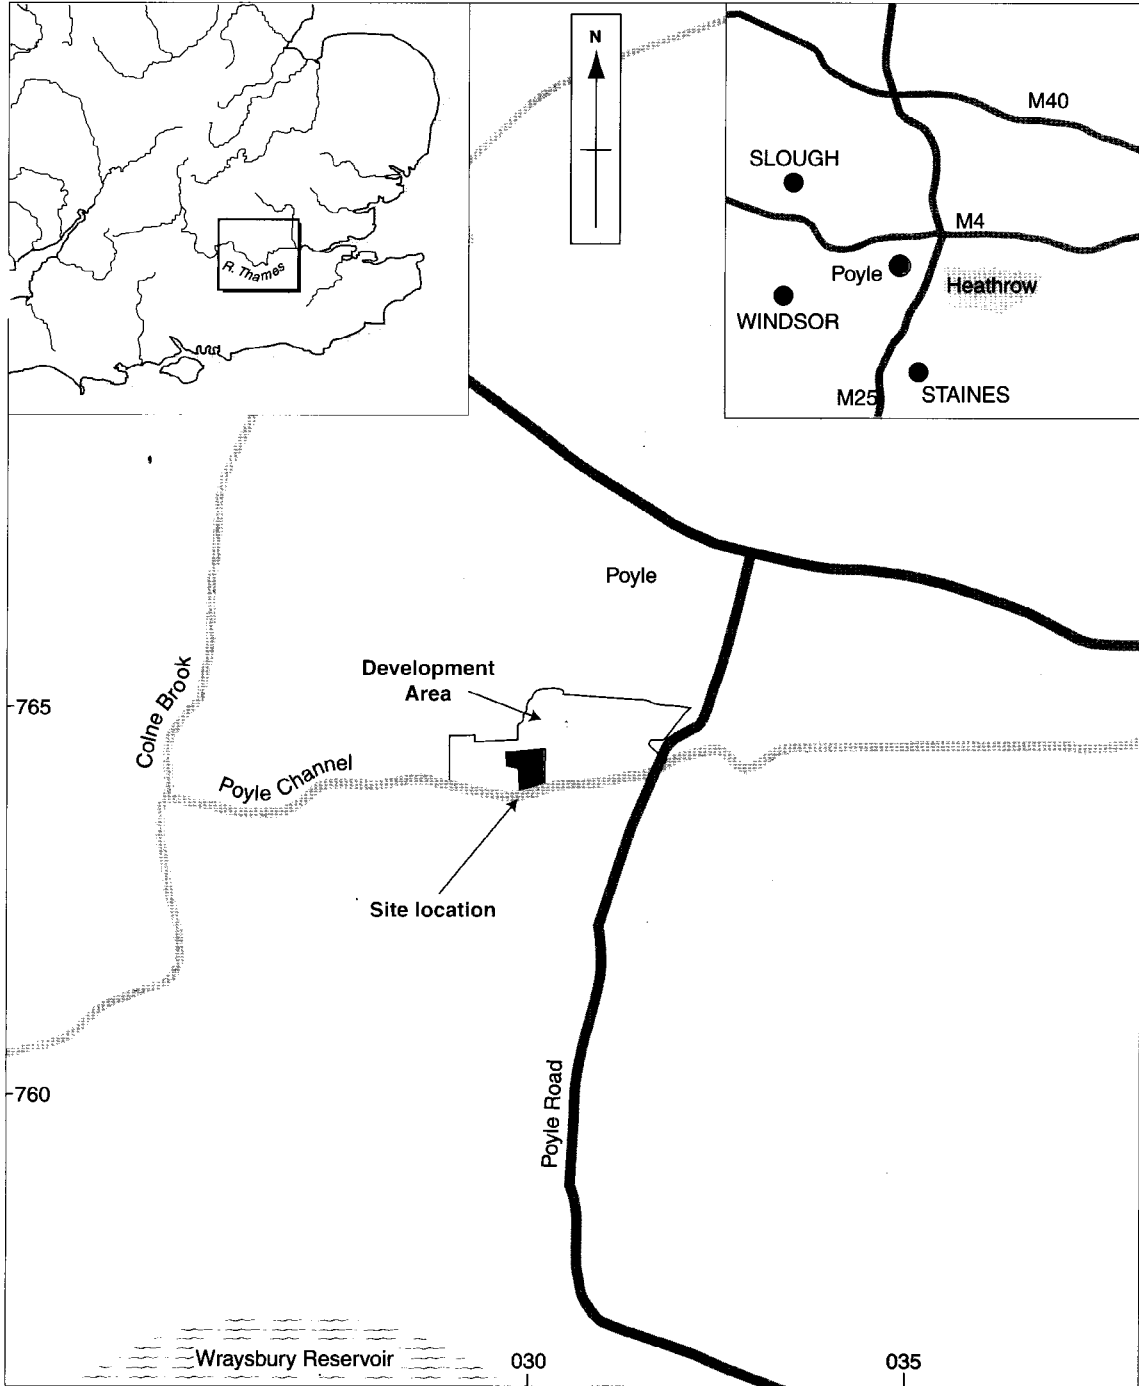 N
R. Thames
M40
SLOUGH
M4
Poyle
Heathrow
WINDSOR
M25
STAINES
Poyle
Development
Area
765
Colne Brook
Poyle Channel
Site location
760
Poyle Road
Wraysbury Reservoir
030
035